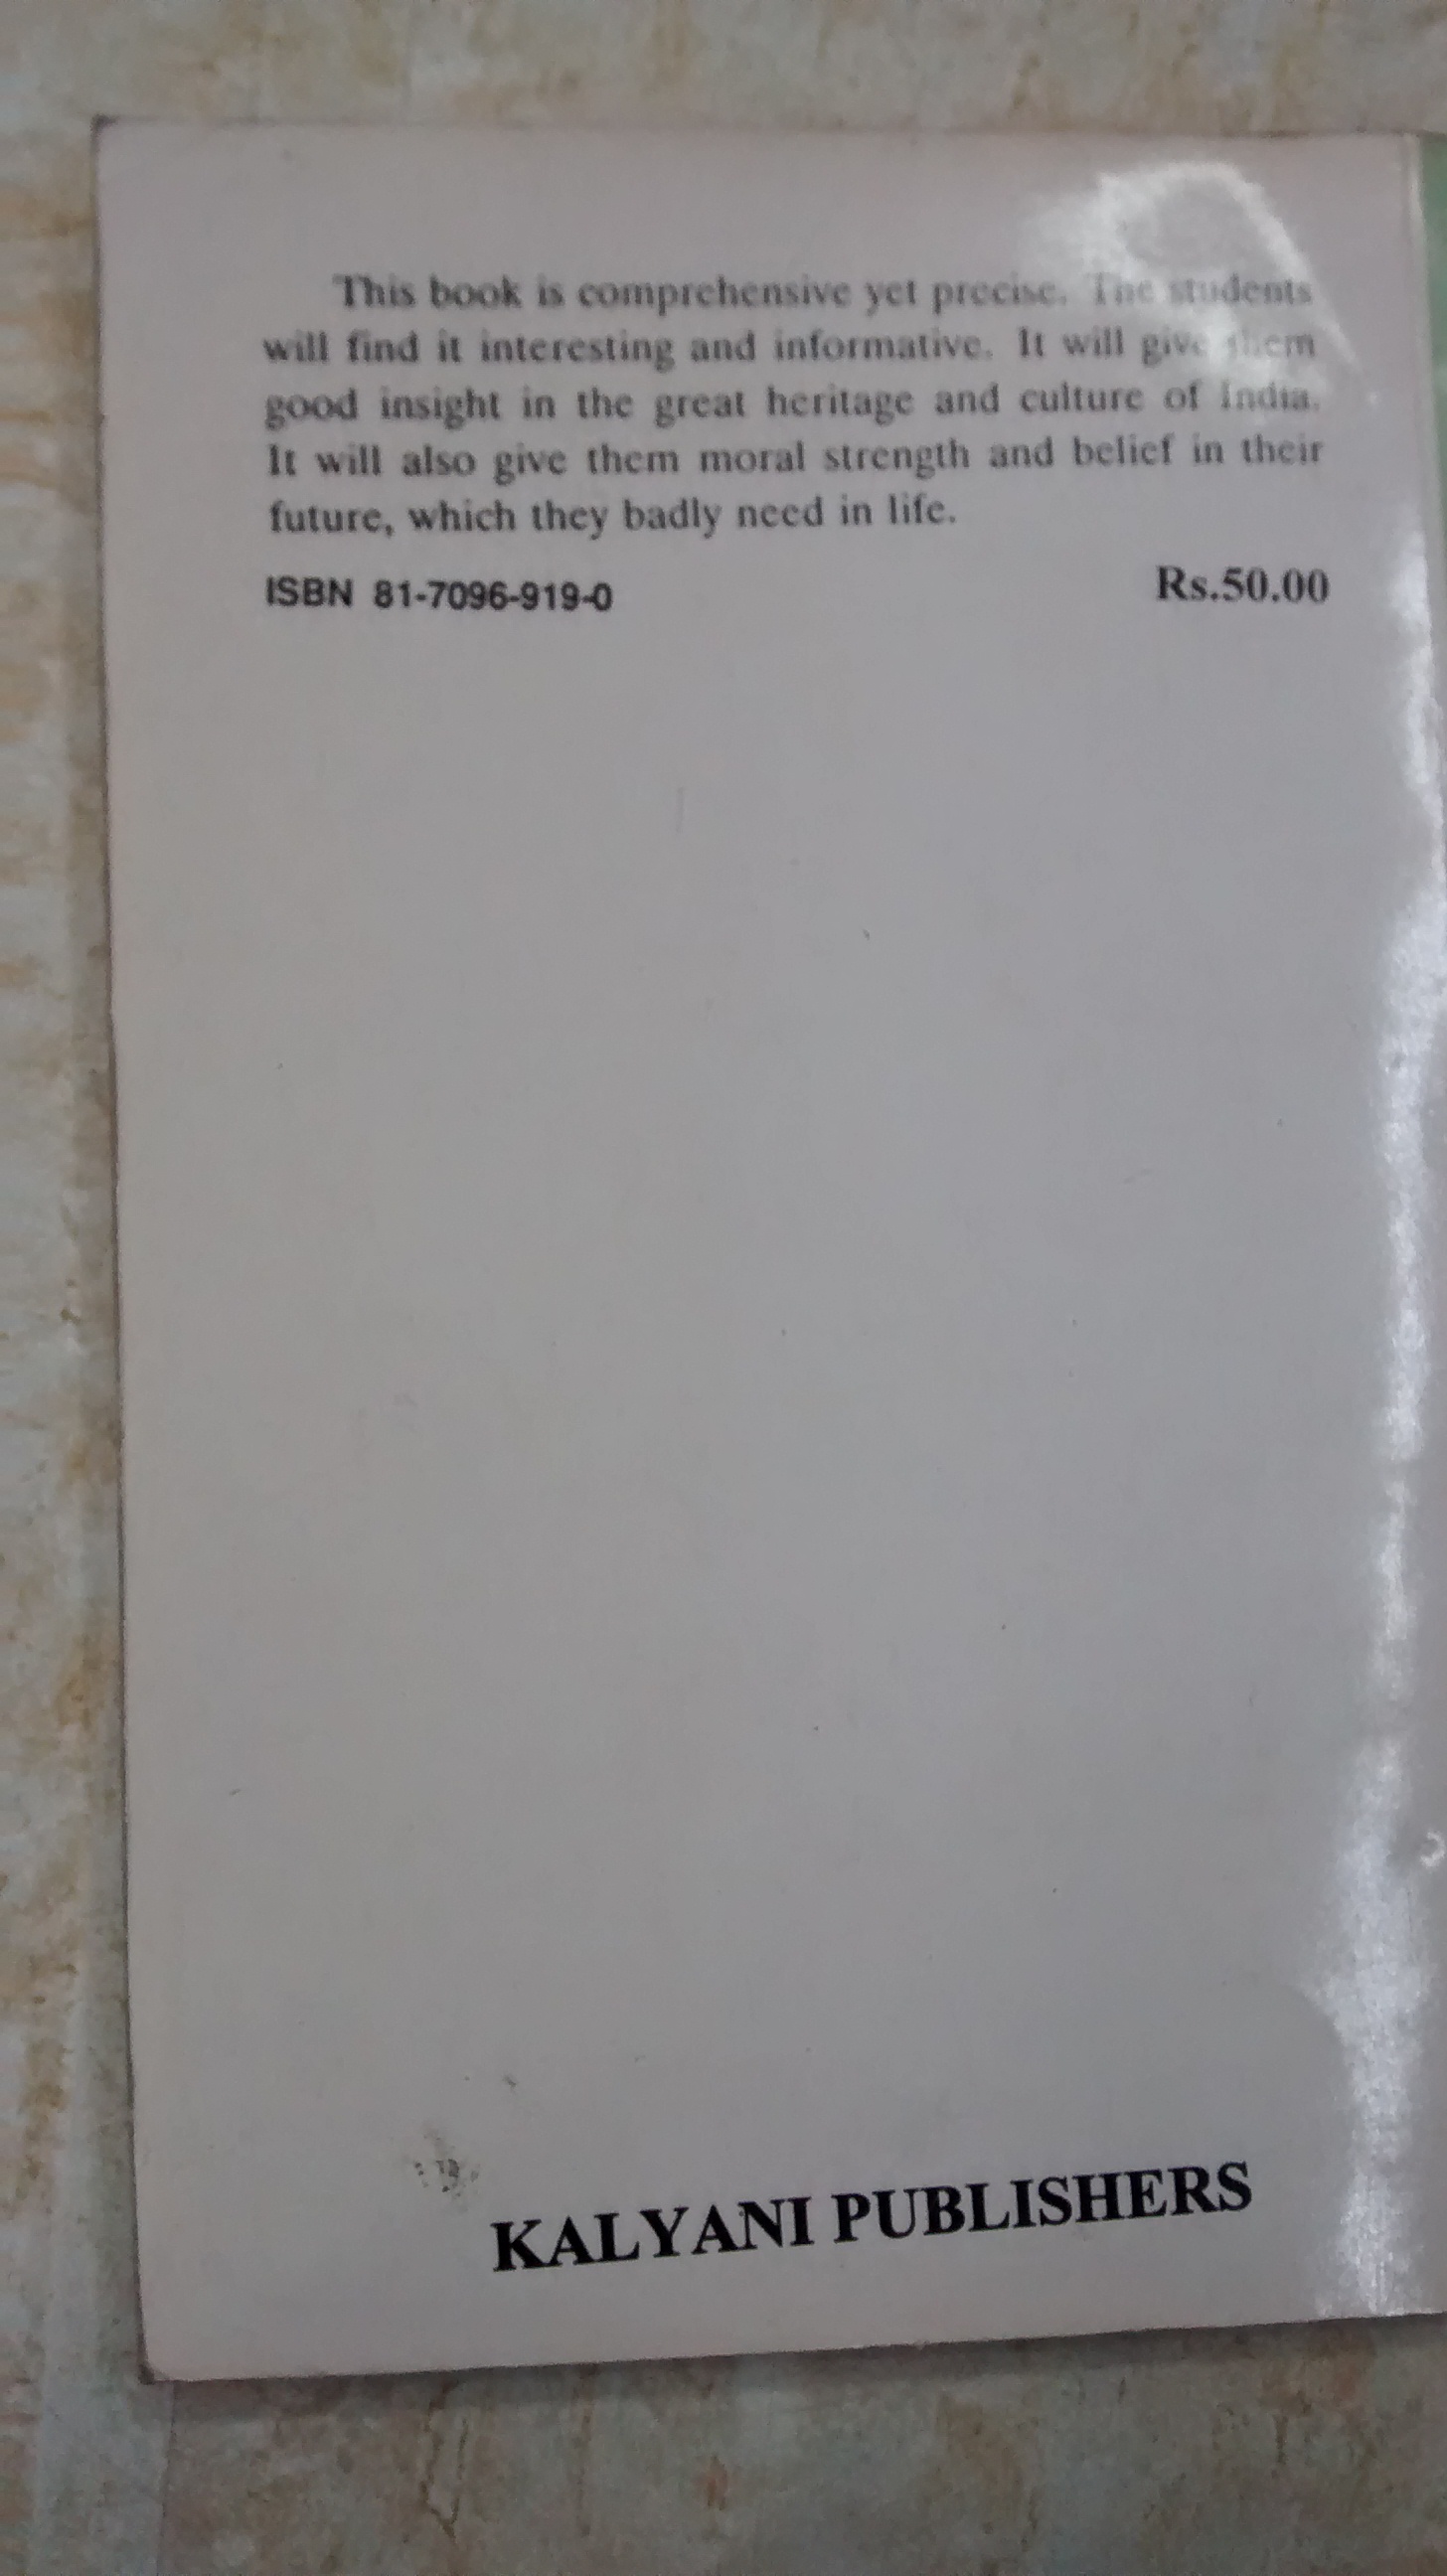 This book is comprehensive yet precise. The students
will find it interesting and informative. It will give them
good insight in the great heritage and culture of India.
It will also give them moral strength and belief in their
future, which they badly need in life.
ISBN 81-7096-919-0 Rs.50.00
KALYANI PUBLISHERS